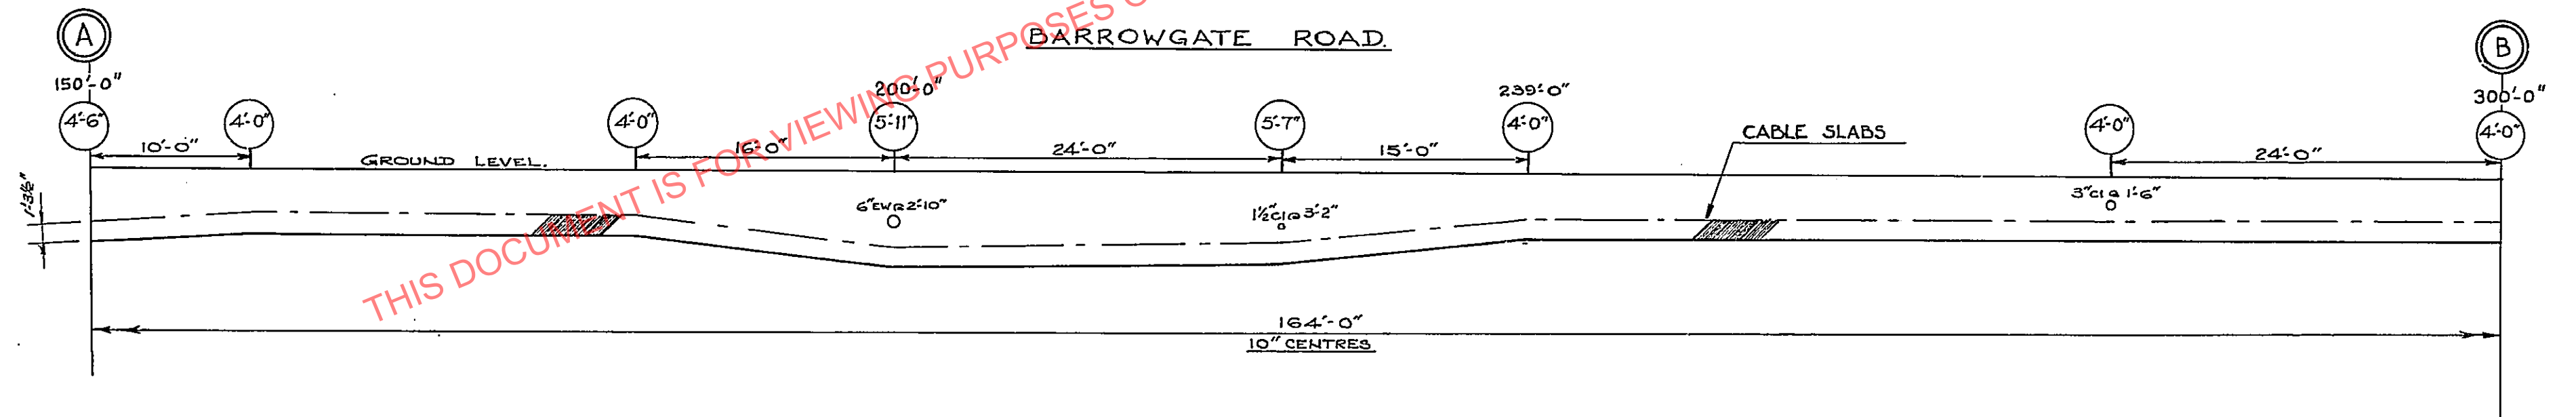 BARROWGATE ROAD.
A
B
150'-0"
200'-0"
239'-0"
300'-0"
4'-6"
4'-0"
4'-0"
5'-11"
5'-7"
4'-0"
4'-0"
4'-0"
10'-0"
GROUND LEVEL.
16'-0"
24'-0"
15'-0"
CABLE SLABS
24'-0"
1'-3½"
6"EW@2'-10"
1½"CI@3'-2"
3"CI@1'-6"
164'-0"
10" CENTRES
THIS DOCUMENT IS FOR VIEWING PURPOSES